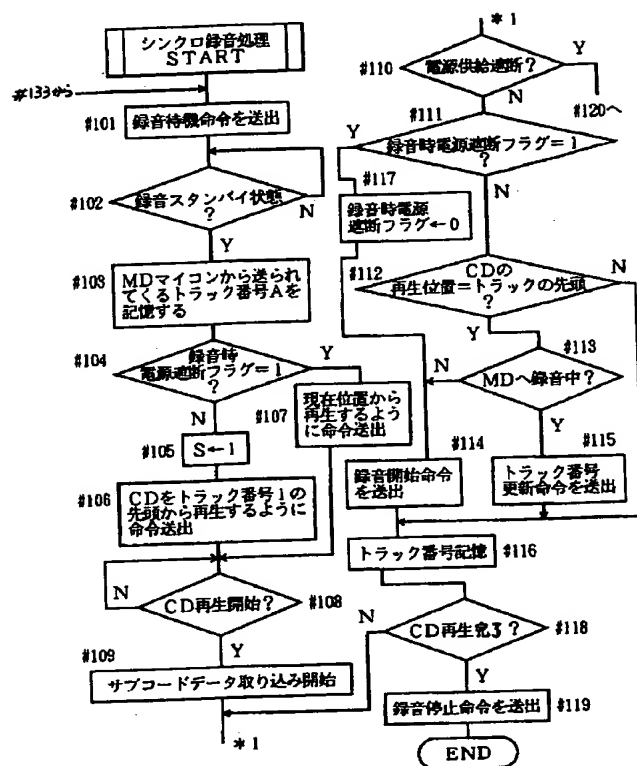 シンクロ録音処理
START
#133から
#101
録音待機命令を送出
#102
録音スタンバイ状態
?
N
Y
#103
MDマイコンから送られ
てくるトラック番号Aを
記憶する
#104
録音時
電源遮断フラグ=1
?
Y
N
#107
現在位置から
再生するよう
に命令送出
#105
S←1
#106
CDをトラック番号1の
先頭から再生するように
命令送出
N
CD再生開始?
#108
Y
#109
サブコードデータ取り込み開始
*1
*1
#110
電源供給遮断?
Y
N
#120へ
#111
Y
録音時電源遮断フラグ=1
?
N
#117
録音時電源
遮断フラグ←0
#112
CDの
再生位置=トラックの先頭
?
N
Y
#113
N
MDへ録音中?
Y
#114
録音開始命令
を送出
#115
トラック番号
更新命令を送出
トラック番号記憶
#116
N
CD再生完了?
#118
Y
録音停止命令を送出
#119
END